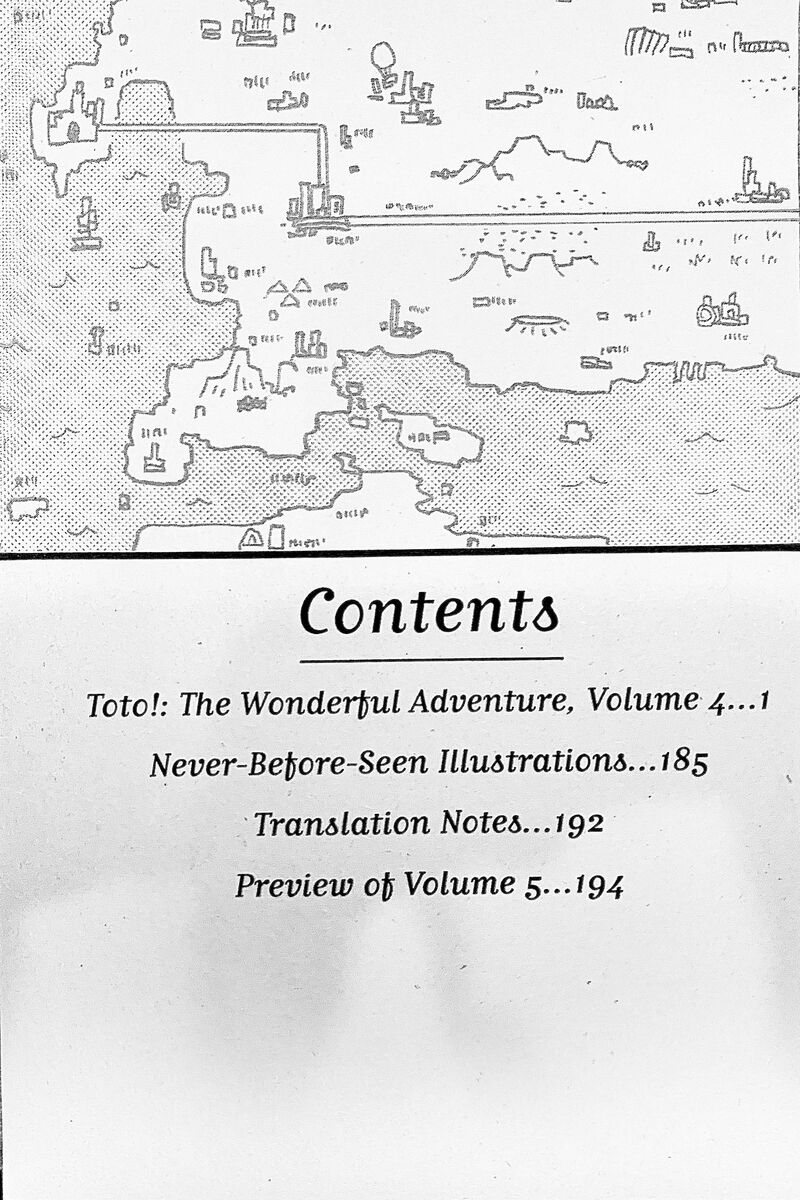 Contents
Toto!: The Wonderful Adventure, Volume 4...1
Never-Before-Seen Illustrations...185
Translation Notes...192
Preview of Volume 5...194